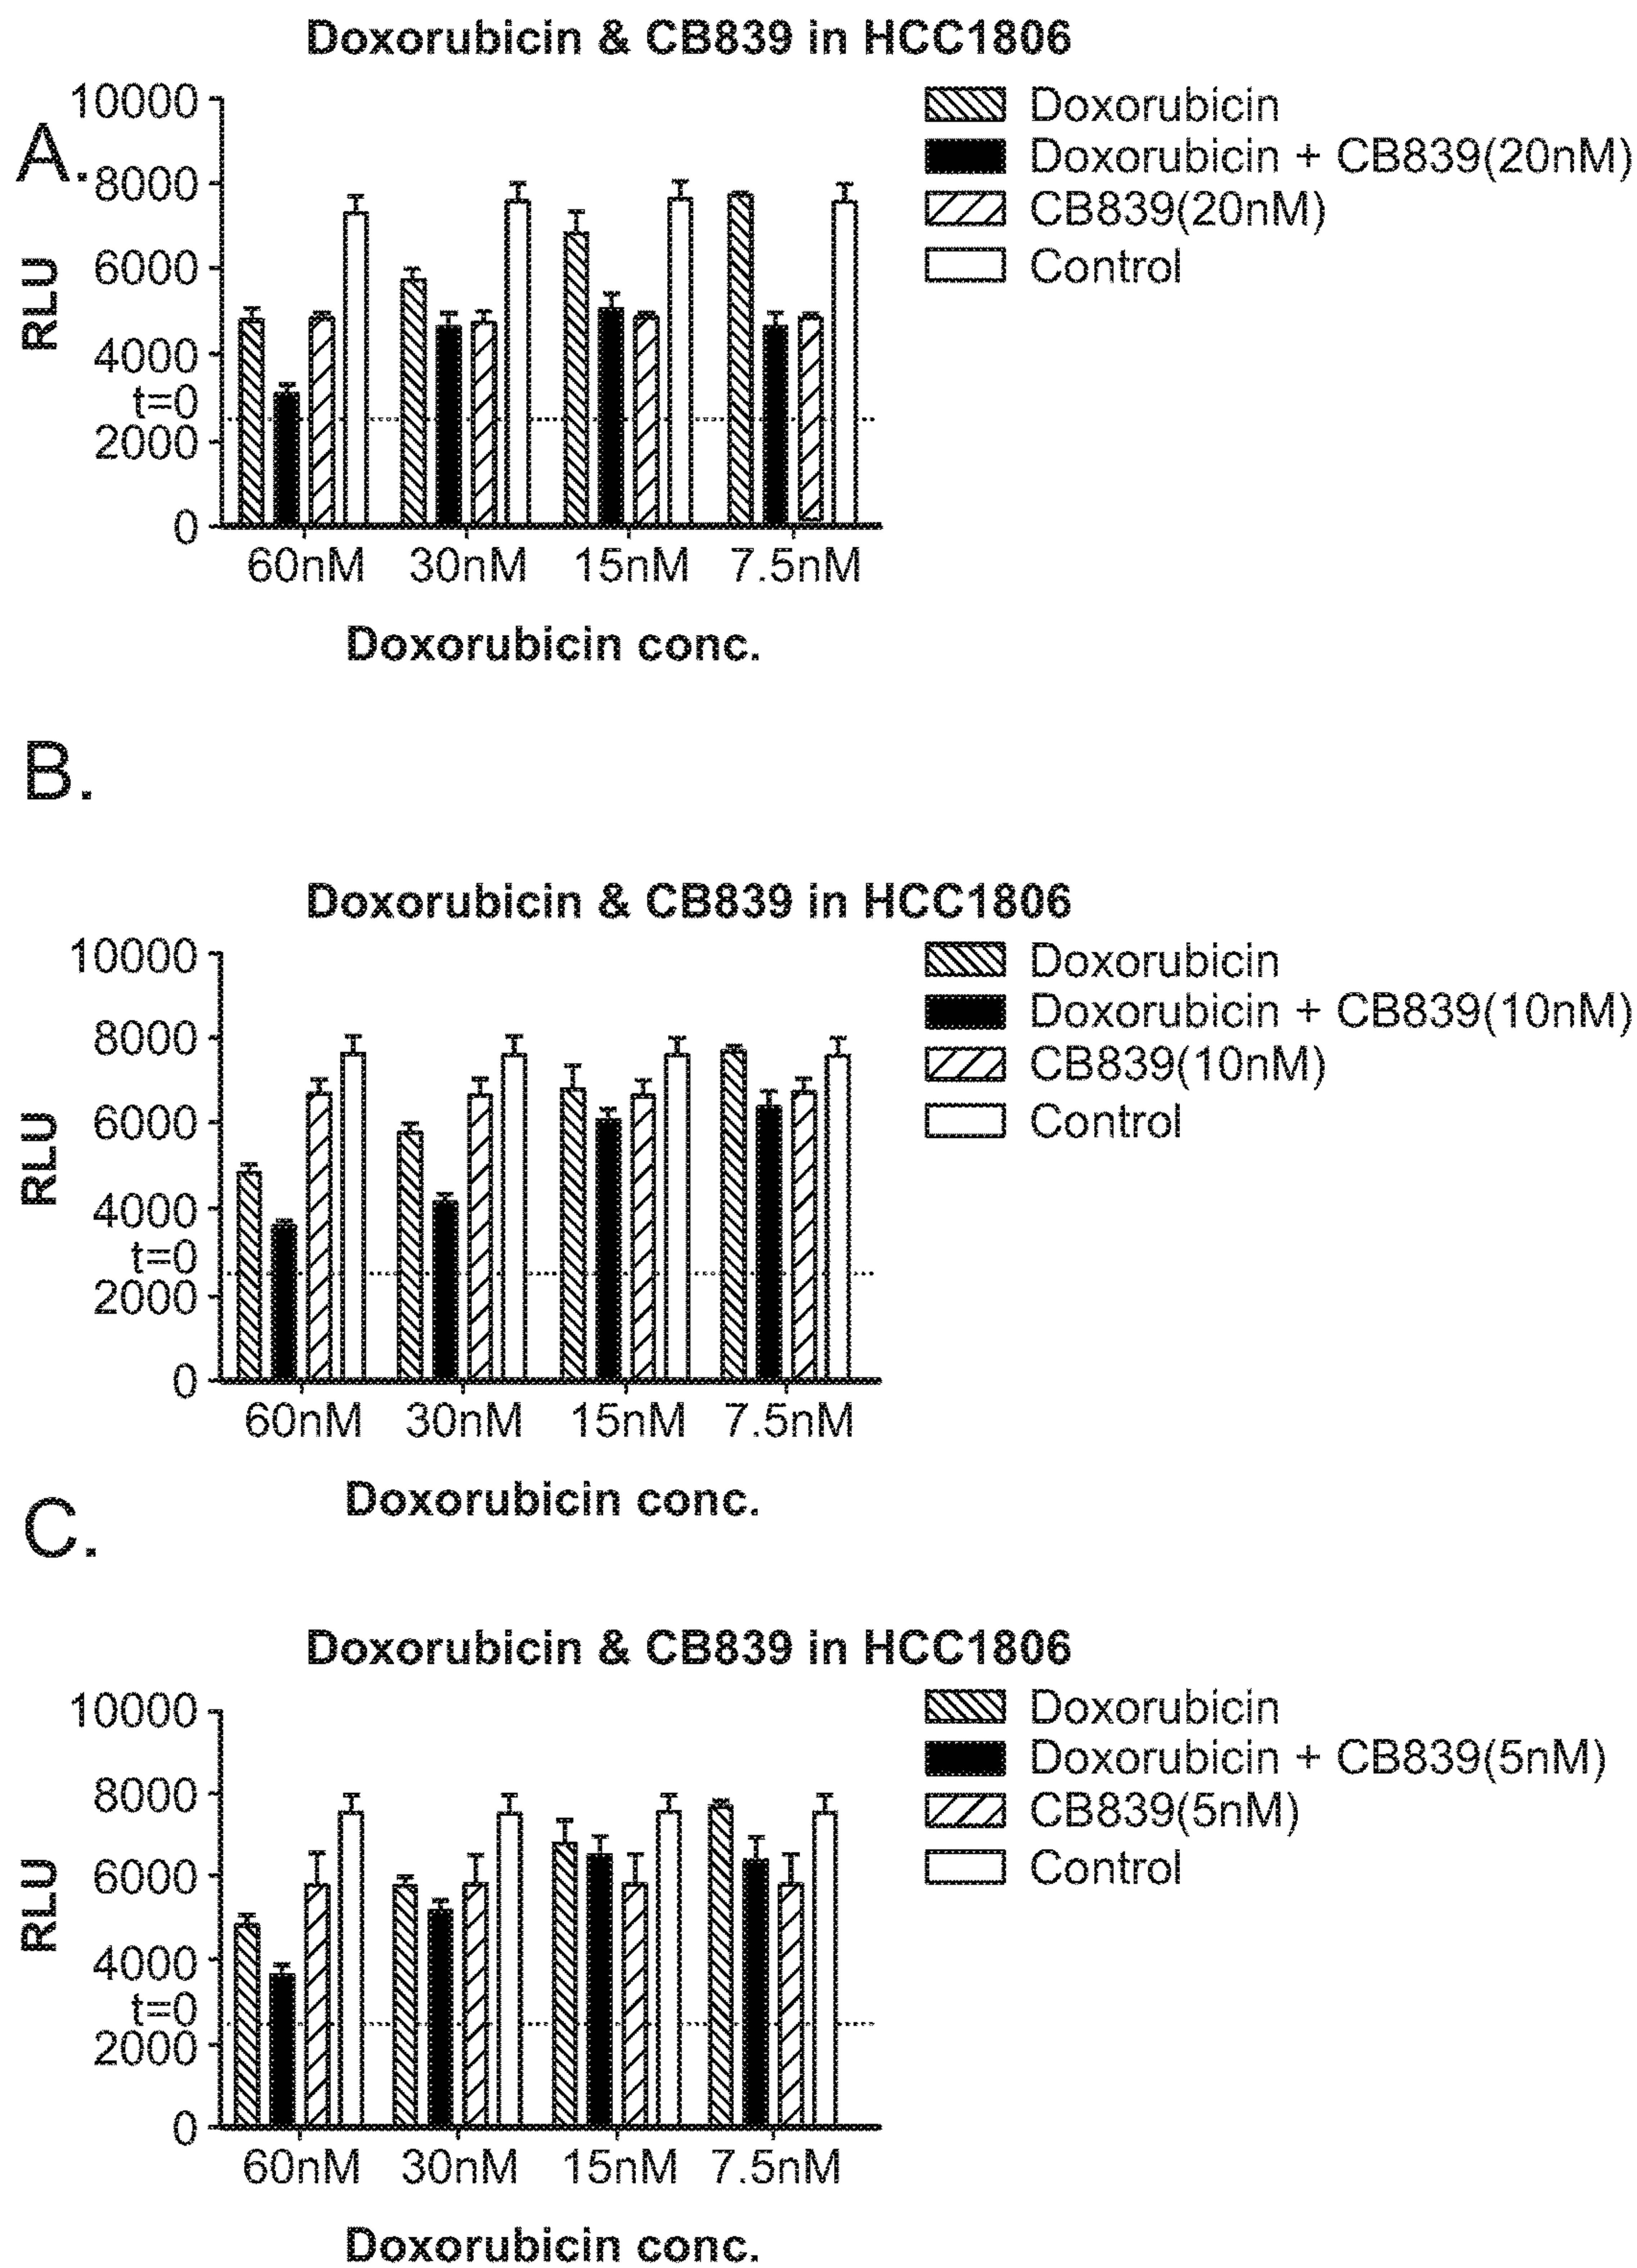 Doxorubicin & CB839 in HCC1806
A.
10000
8000
6000
4000
t=0
2000
0
RLU
Doxorubicin
Doxorubicin + CB839(20nM)
CB839(20nM)
Control
60nM 30nM 15nM 7.5nM
Doxorubicin conc.
B.
Doxorubicin & CB839 in HCC1806
10000
8000
6000
4000
t=0
2000
0
RLU
Doxorubicin
Doxorubicin + CB839(10nM)
CB839(10nM)
Control
60nM 30nM 15nM 7.5nM
Doxorubicin conc.
C.
Doxorubicin & CB839 in HCC1806
10000
8000
6000
4000
t=0
2000
0
RLU
Doxorubicin
Doxorubicin + CB839(5nM)
CB839(5nM)
Control
60nM 30nM 15nM 7.5nM
Doxorubicin conc.